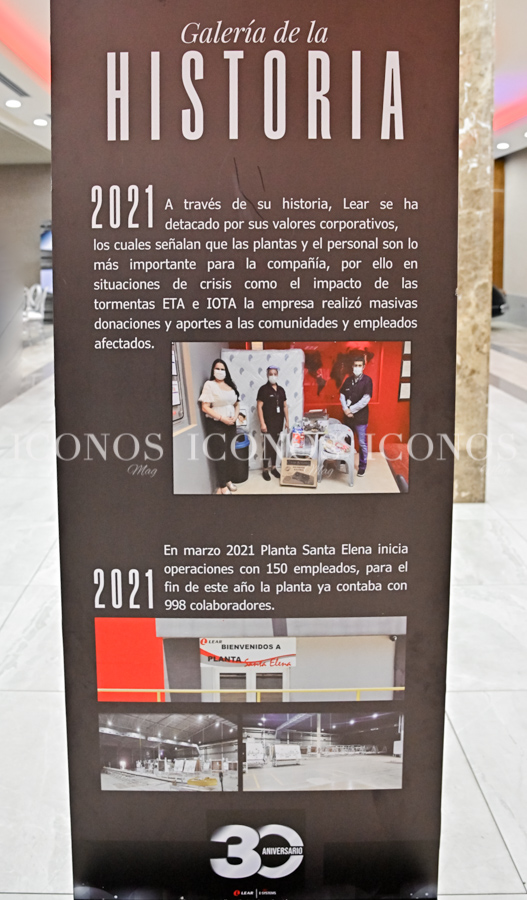 Galería de la
HISTORIA
2021
A través de su historia, Lear se ha
detacado por sus valores corporativos,
los cuales señalan que las plantas y el personal son lo
más importante para la compañía, por ello en
situaciones de crisis como el impacto de las
tormentas ETA e IOTA la empresa realizó masivas
donaciones y aportes a las comunidades y empleados
afectados.
ICONOS ICONOS ICONOS
Mag Mag
2021
En marzo 2021 Planta Santa Elena inicia
operaciones con 150 empleados, para el
fin de este año la planta ya contaba con
998 colaboradores.
LEAR
BIENVENIDOS A
PLANTA Santa Elena
30
ANIVERSARIO
LEAR